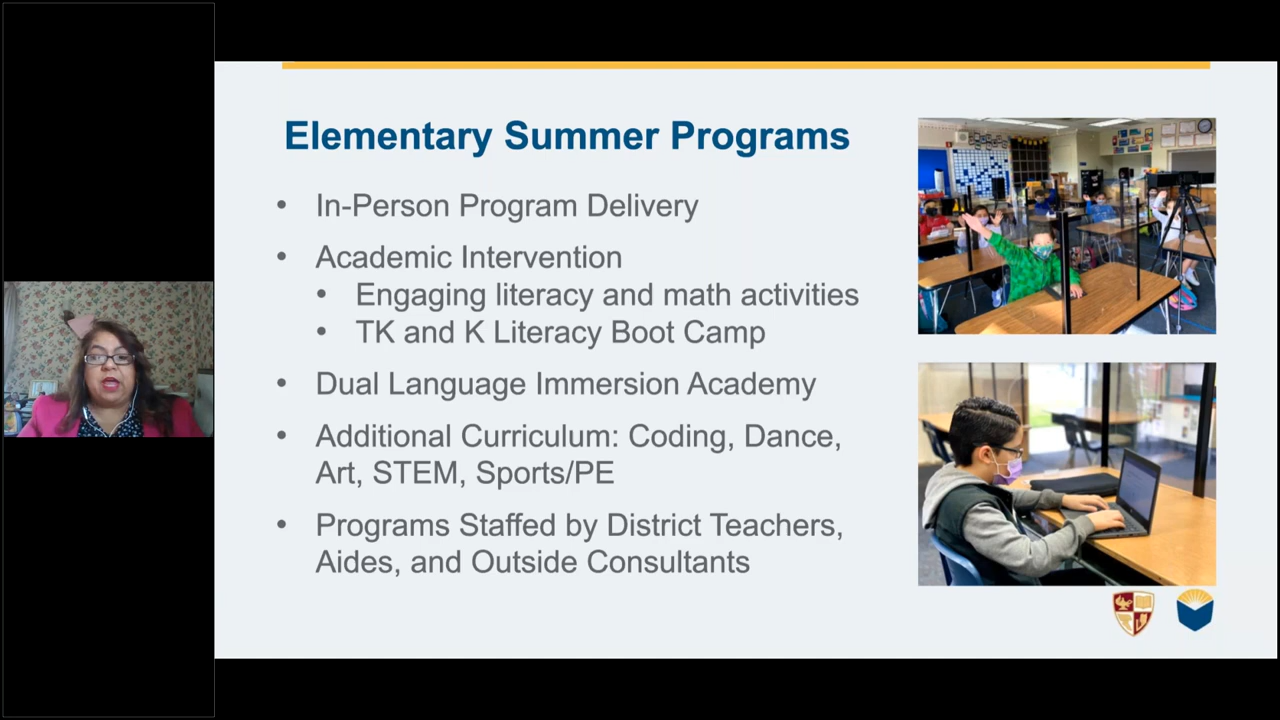 Elementary Summer Programs
• In-Person Program Delivery
• Academic Intervention
• Engaging literacy and math activities
• TK and K Literacy Boot Camp
• Dual Language Immersion Academy
• Additional Curriculum: Coding, Dance,
Art, STEM, Sports/PE
• Programs Staffed by District Teachers,
Aides, and Outside Consultants